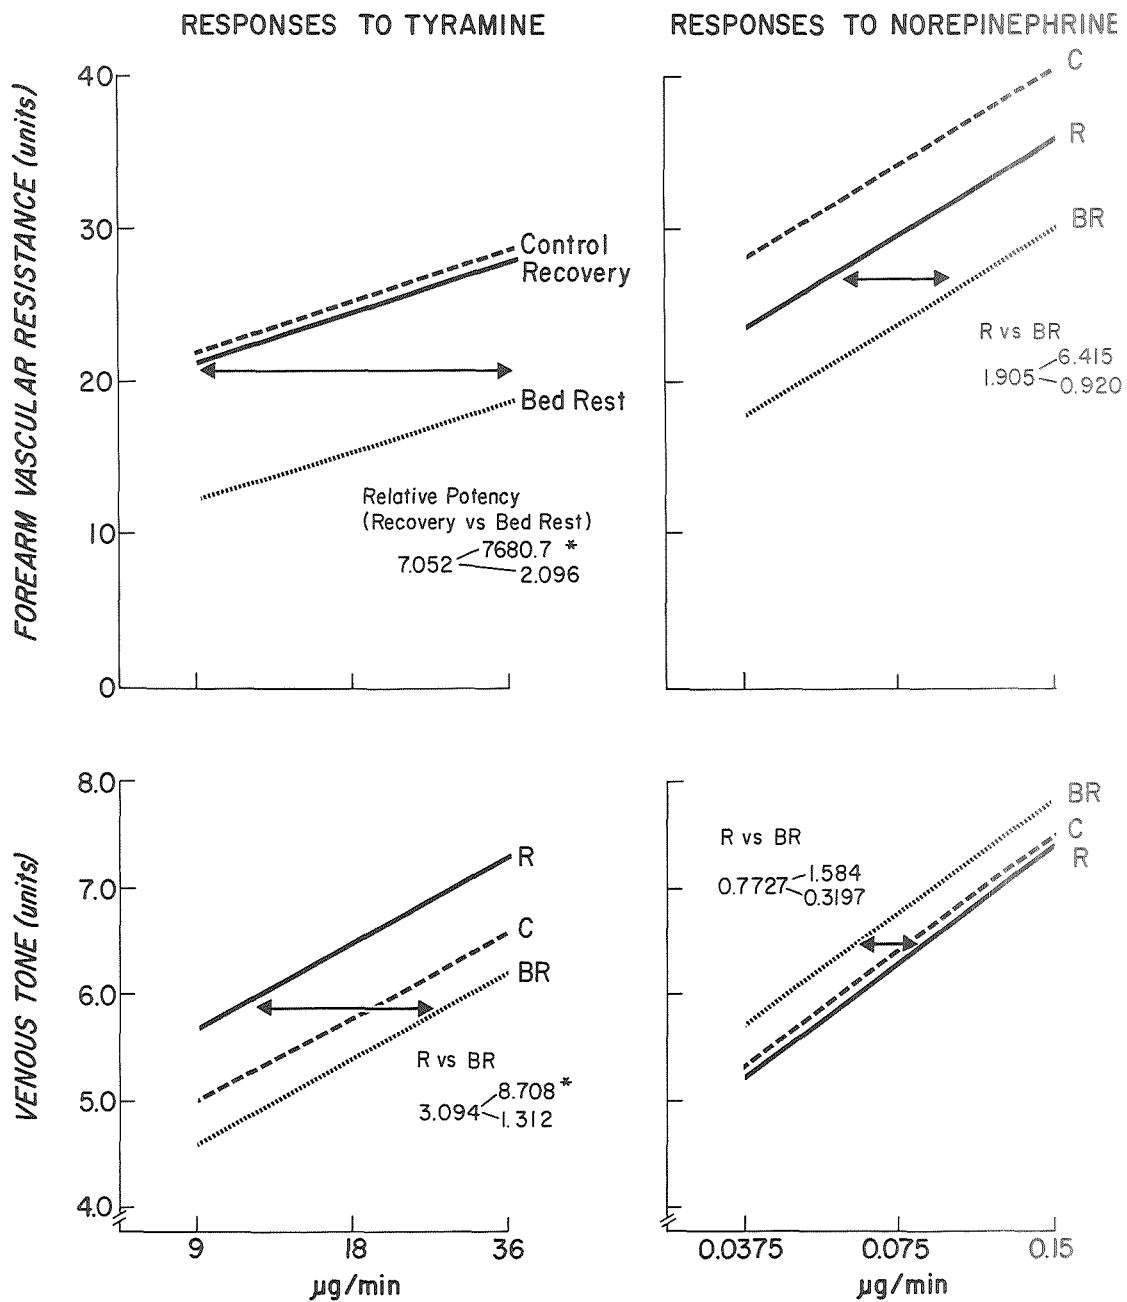 RESPONSES TO TYRAMINE
RESPONSES TO NOREPINEPHRINE
FOREARM VASCULAR RESISTANCE (units)
40
30
20
10
0
Control
Recovery
Bed Rest
Relative Potency
(Recovery vs Bed Rest)
7680.7 *
7.052
2.096
C
R
BR
R vs BR
6.415
1.905
0.920
VENOUS TONE (units)
8.0
7.0
6.0
5.0
4.0
R
C
BR
R vs BR
8.708 *
3.094
1.312
9
18
36
µg/min
R vs BR
1.584
0.7727
0.3197
BR
C
R
0.0375
0.075
0.15
µg/min